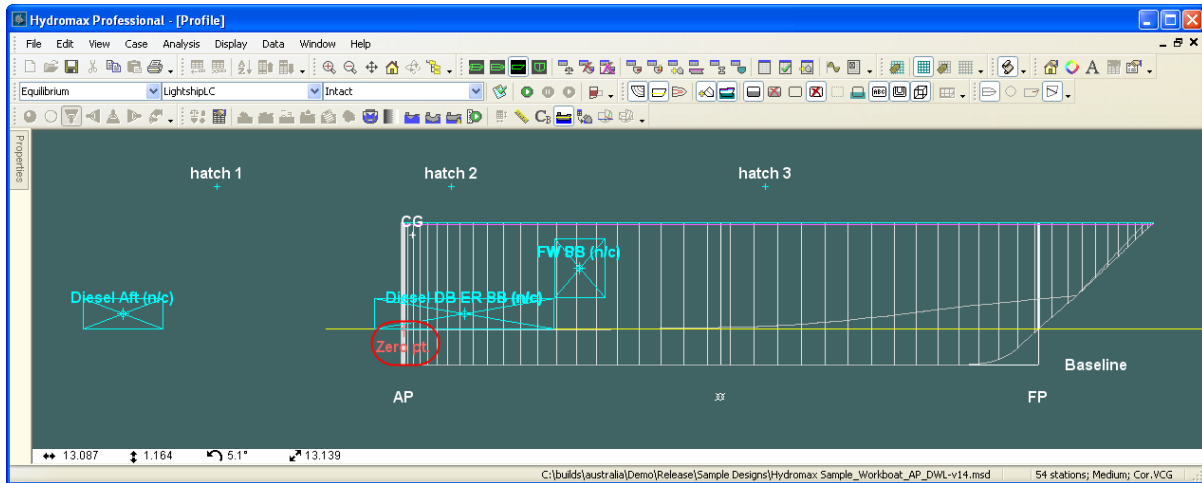 Hydromax Professional - [Profile]
File Edit View Case Analysis Display Data Window Help
Equilibrium LightshipLC Intact
Properties
hatch 1 hatch 2 hatch 3
CG
FW BB (n/c)
Diesel Aft (n/c) Diesel DB ER BB (n/c)
Zero pt.
Baseline
AP FP
13.087 1.164 5.1° 13.139
C:\builds\australia\Demo\Release\Sample Designs\Hydromax Sample_Workboat_AP_DWL-v14.msd 54 stations; Medium; Cor.VCG